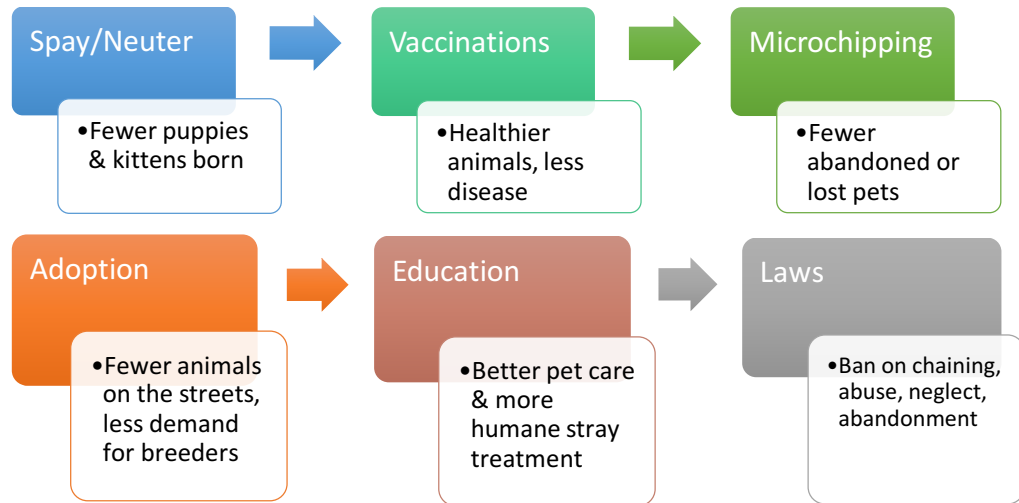 Spay/Neuter
•Fewer puppies
& kittens born
Vaccinations
•Healthier
animals, less
disease
Microchipping
•Fewer
abandoned or
lost pets
Adoption
•Fewer animals
on the streets,
less demand
for breeders
Education
•Better pet care
& more
humane stray
treatment
Laws
•Ban on chaining,
abuse, neglect,
abandonment